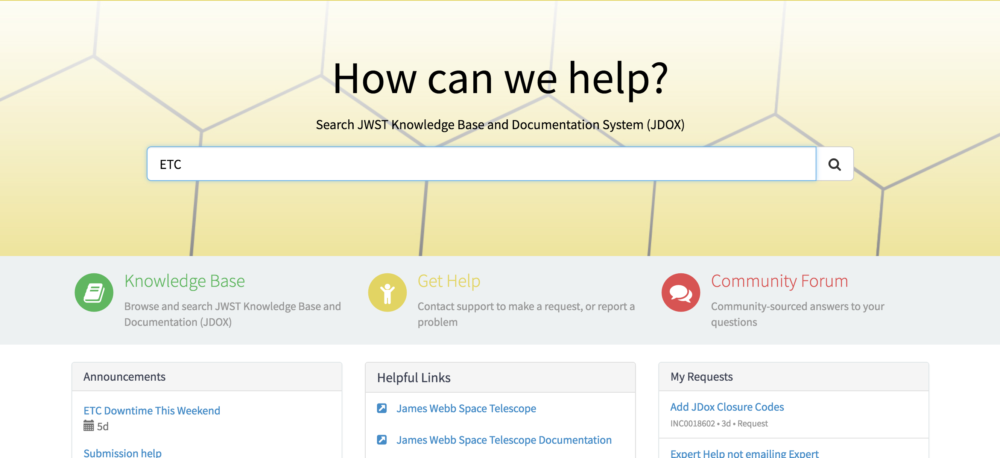 How can we help?
Search JWST Knowledge Base and Documentation System (JDOX)
ETC
Knowledge Base
Browse and search JWST Knowledge Base and
Documentation (JDOX)
Get Help
Contact support to make a request, or report a
problem
Community Forum
Community-sourced answers to your
questions
Announcements
ETC Downtime This Weekend
5d
Submission help
Helpful Links
James Webb Space Telescope
James Webb Space Telescope Documentation
My Requests
Add JDox Closure Codes
INC0018602 • 3d • Request
Expert Help not emailing Expert